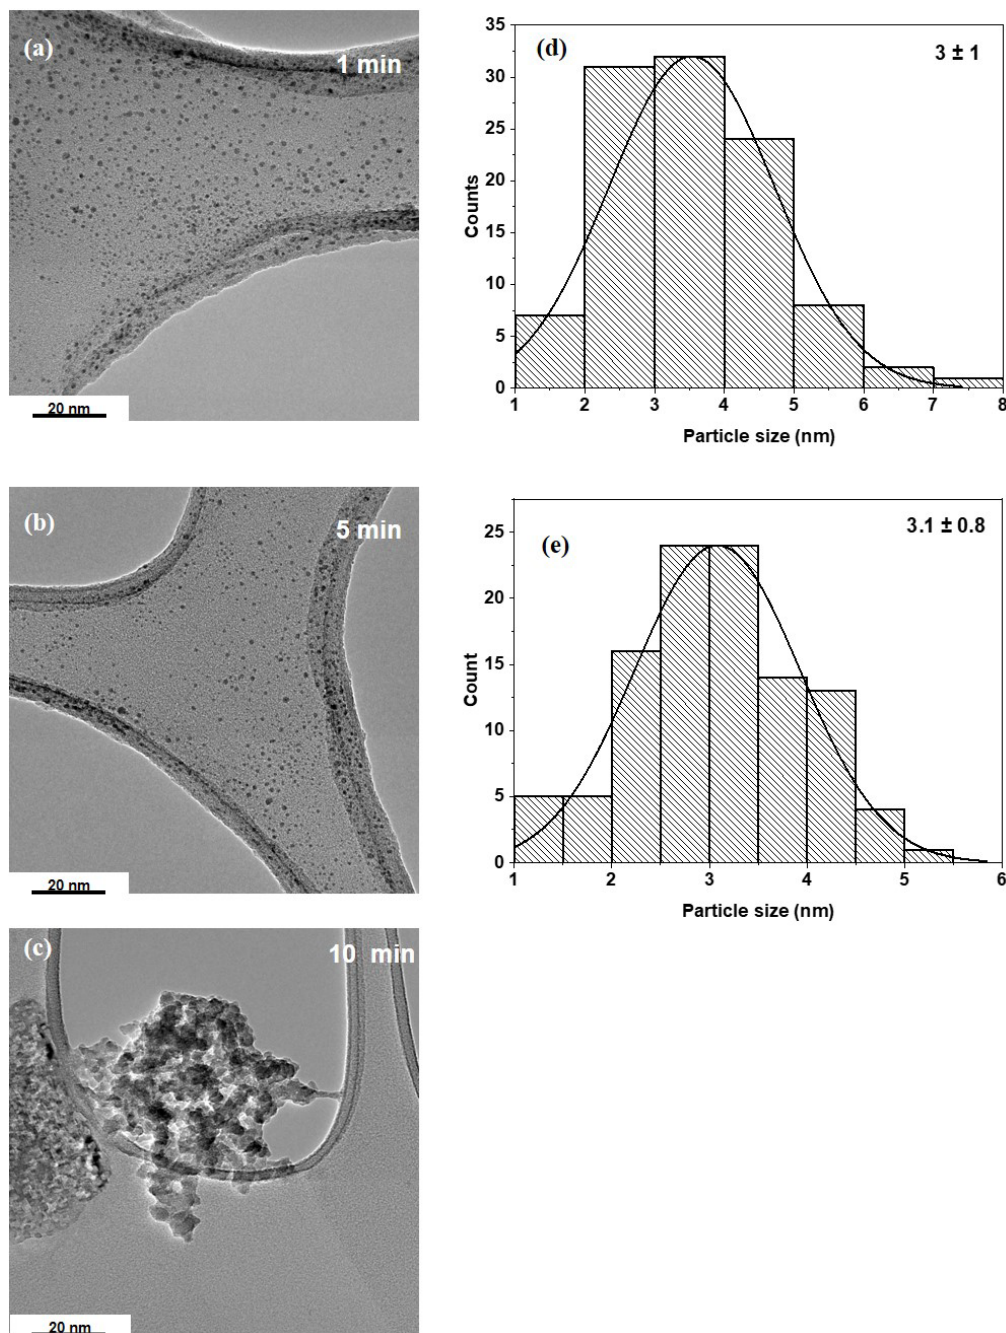 (a)
1 min
20 nm
(d)
3 ± 1
35
30
25
20
15
10
5
0
Counts
1 2 3 4 5 6 7 8
Particle size (nm)
(b)
5 min
20 nm
(e)
3.1 ± 0.8
25
20
15
10
5
0
Count
1 2 3 4 5 6
Particle size (nm)
(c)
10 min
20 nm